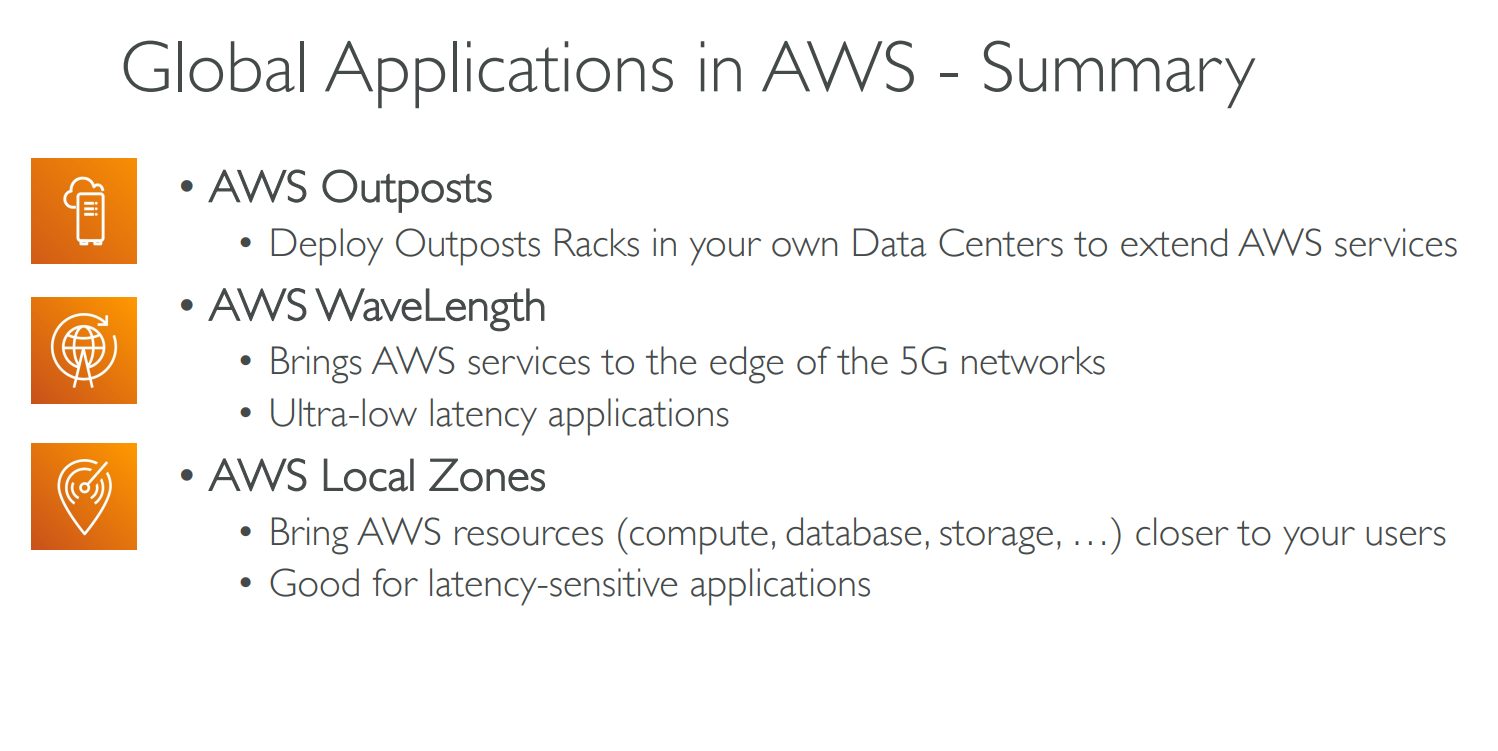 Global Applications in AWS - Summary
• AWS Outposts
• Deploy Outposts Racks in your own Data Centers to extend AWS services
• AWS WaveLength
• Brings AWS services to the edge of the 5G networks
• Ultra-low latency applications
• AWS Local Zones
• Bring AWS resources (compute, database, storage, …) closer to your users
• Good for latency-sensitive applications